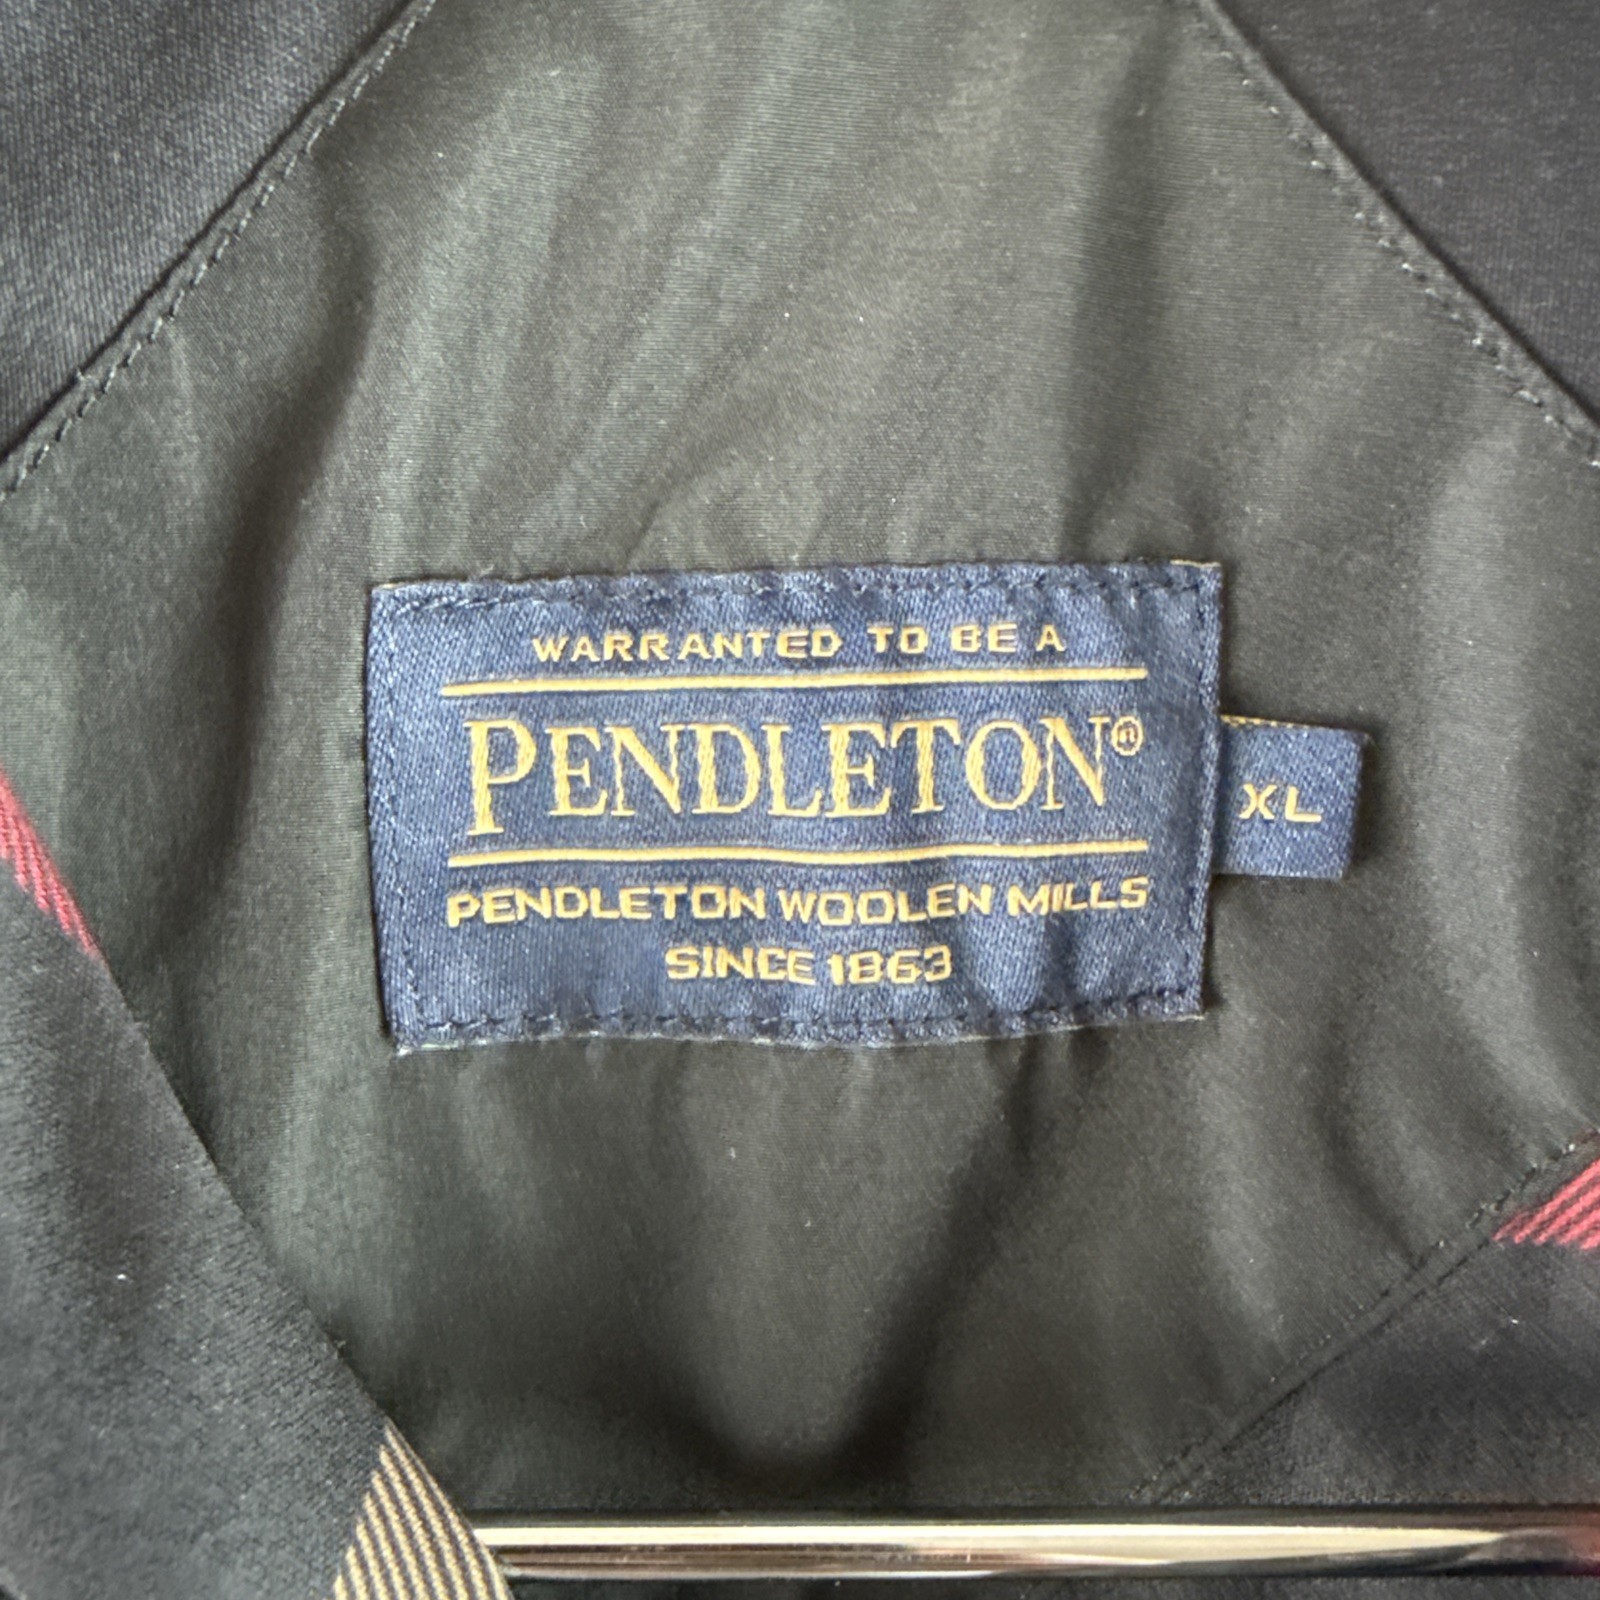 WARRANTED TO BE A
PENDLETON®
PENDLETON WOOLEN MILLS
SINCE 1863
XL